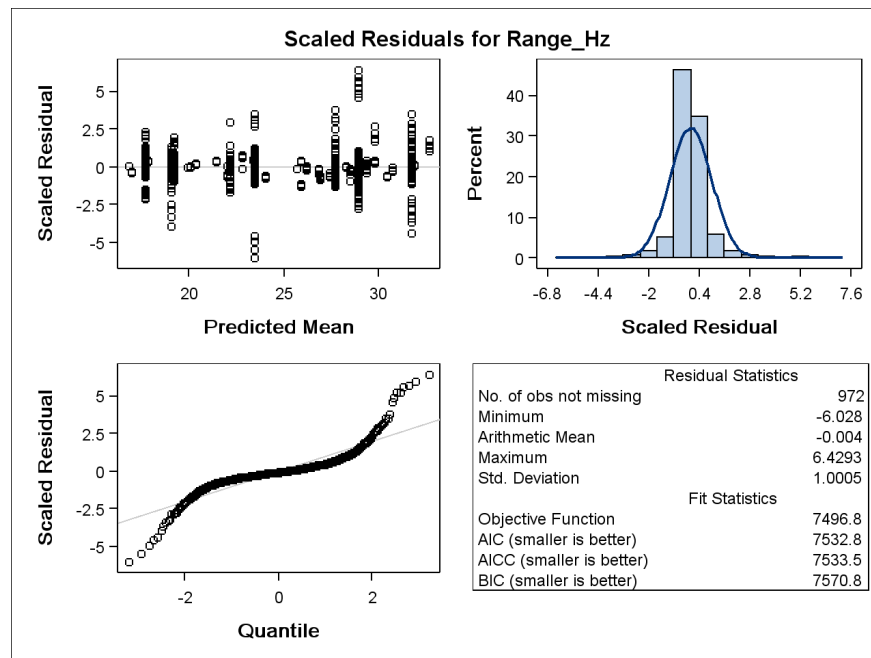 Scaled Residuals for Range_Hz
Scaled Residual
5
2.5
0
-2.5
-5
20 25 30
Predicted Mean
Percent
40
30
20
10
0
-6.8 -4.4 -2 0.4 2.8 5.2 7.6
Scaled Residual
Scaled Residual
5
2.5
0
-2.5
-5
-2 0 2
Quantile
Residual Statistics
No. of obs not missing 972
Minimum -6.028
Arithmetic Mean -0.004
Maximum 6.4293
Std. Deviation 1.0005
Fit Statistics
Objective Function 7496.8
AIC (smaller is better) 7532.8
AICC (smaller is better) 7533.5
BIC (smaller is better) 7570.8